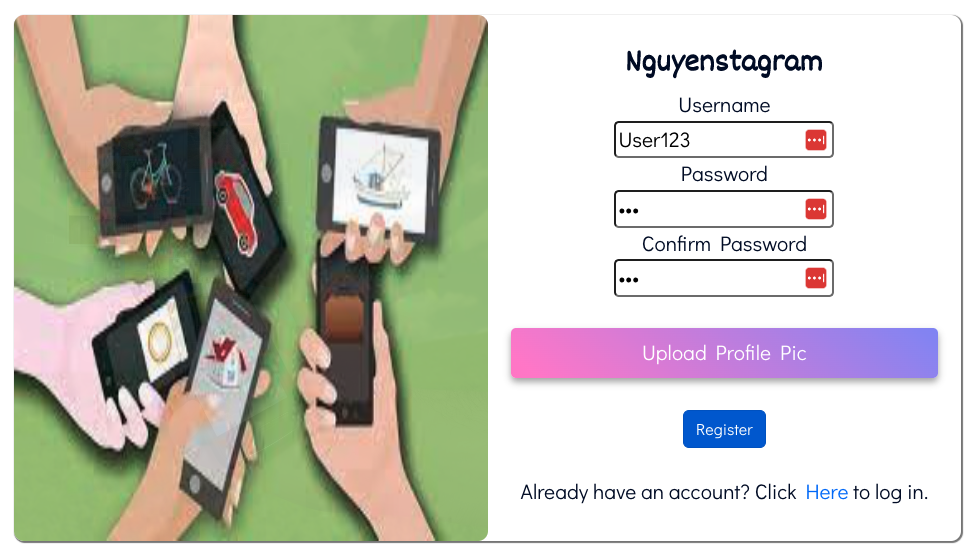 Nguyenstagram
Username
User123
Password
•••
Confirm Password
•••
Upload Profile Pic
Register
Already have an account? Click Here to log in.